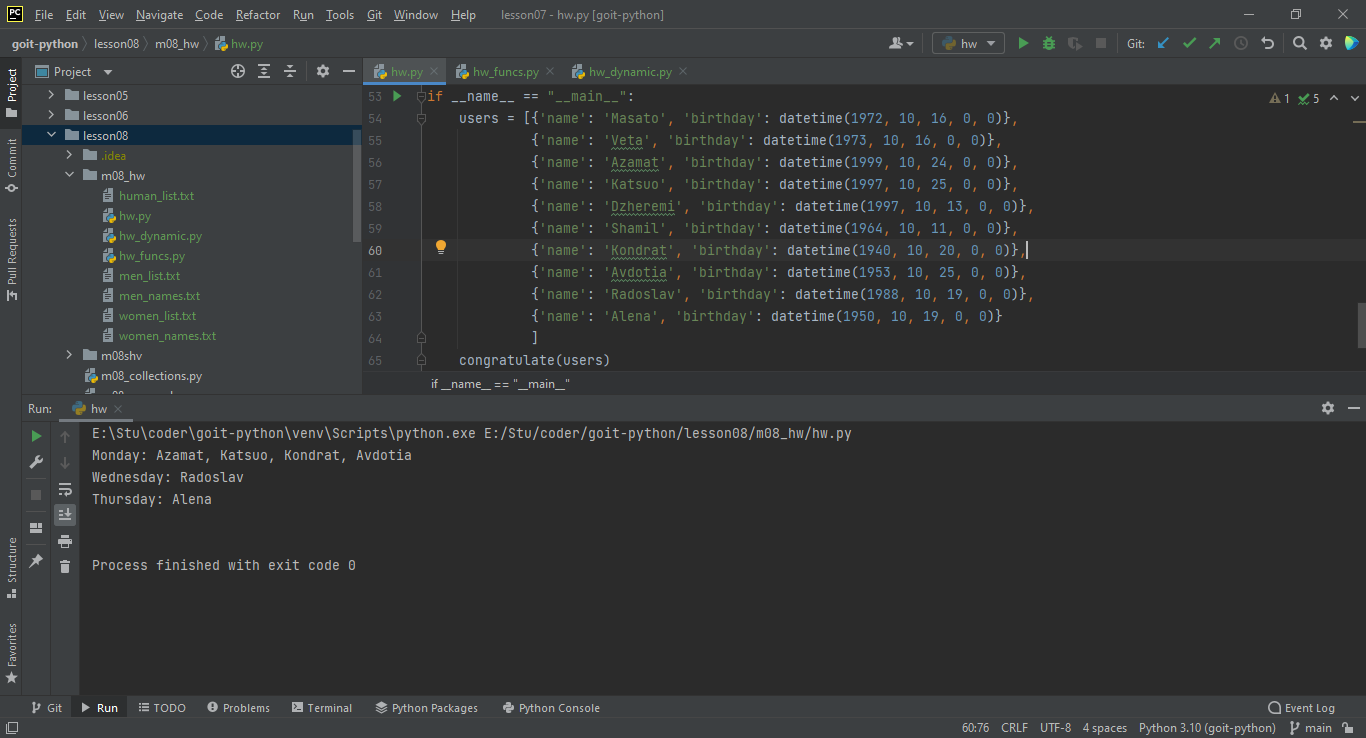 PC File Edit View Navigate Code Refactor Run Tools Git Window Help lesson07 - hw.py [goit-python]
goit-python lesson08 m08_hw hw.py hw Git:
Project
Commit
Pull Requests
Structure
Favorites
Project
lesson05
lesson06
lesson08
.idea
m08_hw
human_list.txt
hw.py
hw_dynamic.py
hw_funcs.py
men_list.txt
men_names.txt
women_list.txt
women_names.txt
m08shv
m08_collections.py
hw.py hw_funcs.py hw_dynamic.py
1 5
53 if __name__ == "__main__":
54 users = [{'name': 'Masato', 'birthday': datetime(1972, 10, 16, 0, 0)},
55 {'name': 'Veta', 'birthday': datetime(1973, 10, 16, 0, 0)},
56 {'name': 'Azamat', 'birthday': datetime(1999, 10, 24, 0, 0)},
57 {'name': 'Katsuo', 'birthday': datetime(1997, 10, 25, 0, 0)},
58 {'name': 'Dzheremi', 'birthday': datetime(1997, 10, 13, 0, 0)},
59 {'name': 'Shamil', 'birthday': datetime(1964, 10, 11, 0, 0)},
60 {'name': 'Kondrat', 'birthday': datetime(1940, 10, 20, 0, 0)},
61 {'name': 'Avdotia', 'birthday': datetime(1953, 10, 25, 0, 0)},
62 {'name': 'Radoslav', 'birthday': datetime(1988, 10, 19, 0, 0)},
63 {'name': 'Alena', 'birthday': datetime(1950, 10, 19, 0, 0)}
64 ]
65 congratulate(users)
if __name__ == "__main__"
Run: hw
E:\Stu\coder\goit-python\venv\Scripts\python.exe E:/Stu/coder/goit-python/lesson08/m08_hw/hw.py
Monday: Azamat, Katsuo, Kondrat, Avdotia
Wednesday: Radoslav
Thursday: Alena
Process finished with exit code 0
Git Run TODO Problems Terminal Python Packages Python Console Event Log
60:76 CRLF UTF-8 4 spaces Python 3.10 (goit-python) main